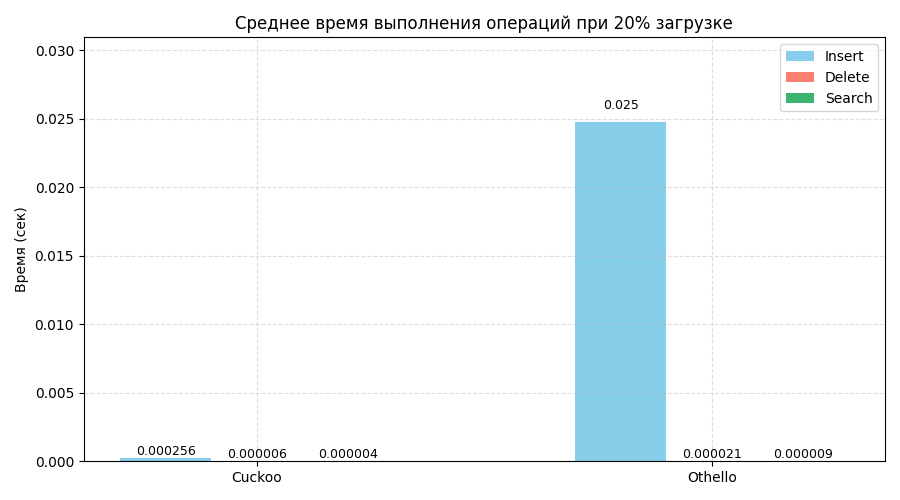 Среднее время выполнения операций при 20% загрузке
Время (сек)
0.030
0.025
0.020
0.015
0.010
0.005
0.000
Insert
Delete
Search
0.000256
0.000006
0.000004
0.025
0.000021
0.000009
Cuckoo
Othello